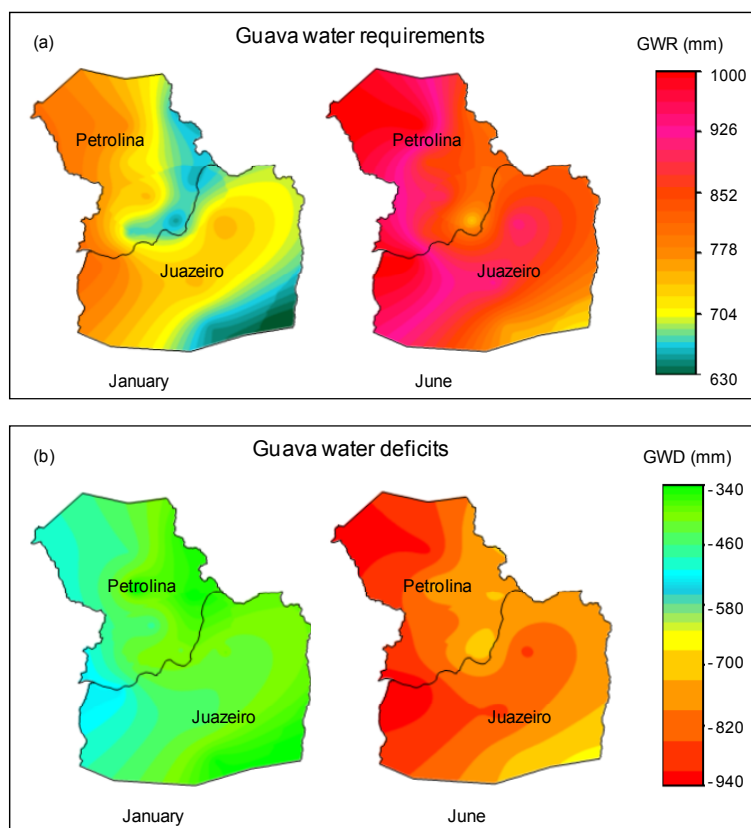 (a)
Guava water requirements
GWR (mm)
1000
926
852
778
704
630
Petrolina
Juazeiro
January
Petrolina
Juazeiro
June
(b)
Guava water deficits
GWD (mm)
-340
-460
-580
-700
-820
-940
Petrolina
Juazeiro
January
Petrolina
Juazeiro
June